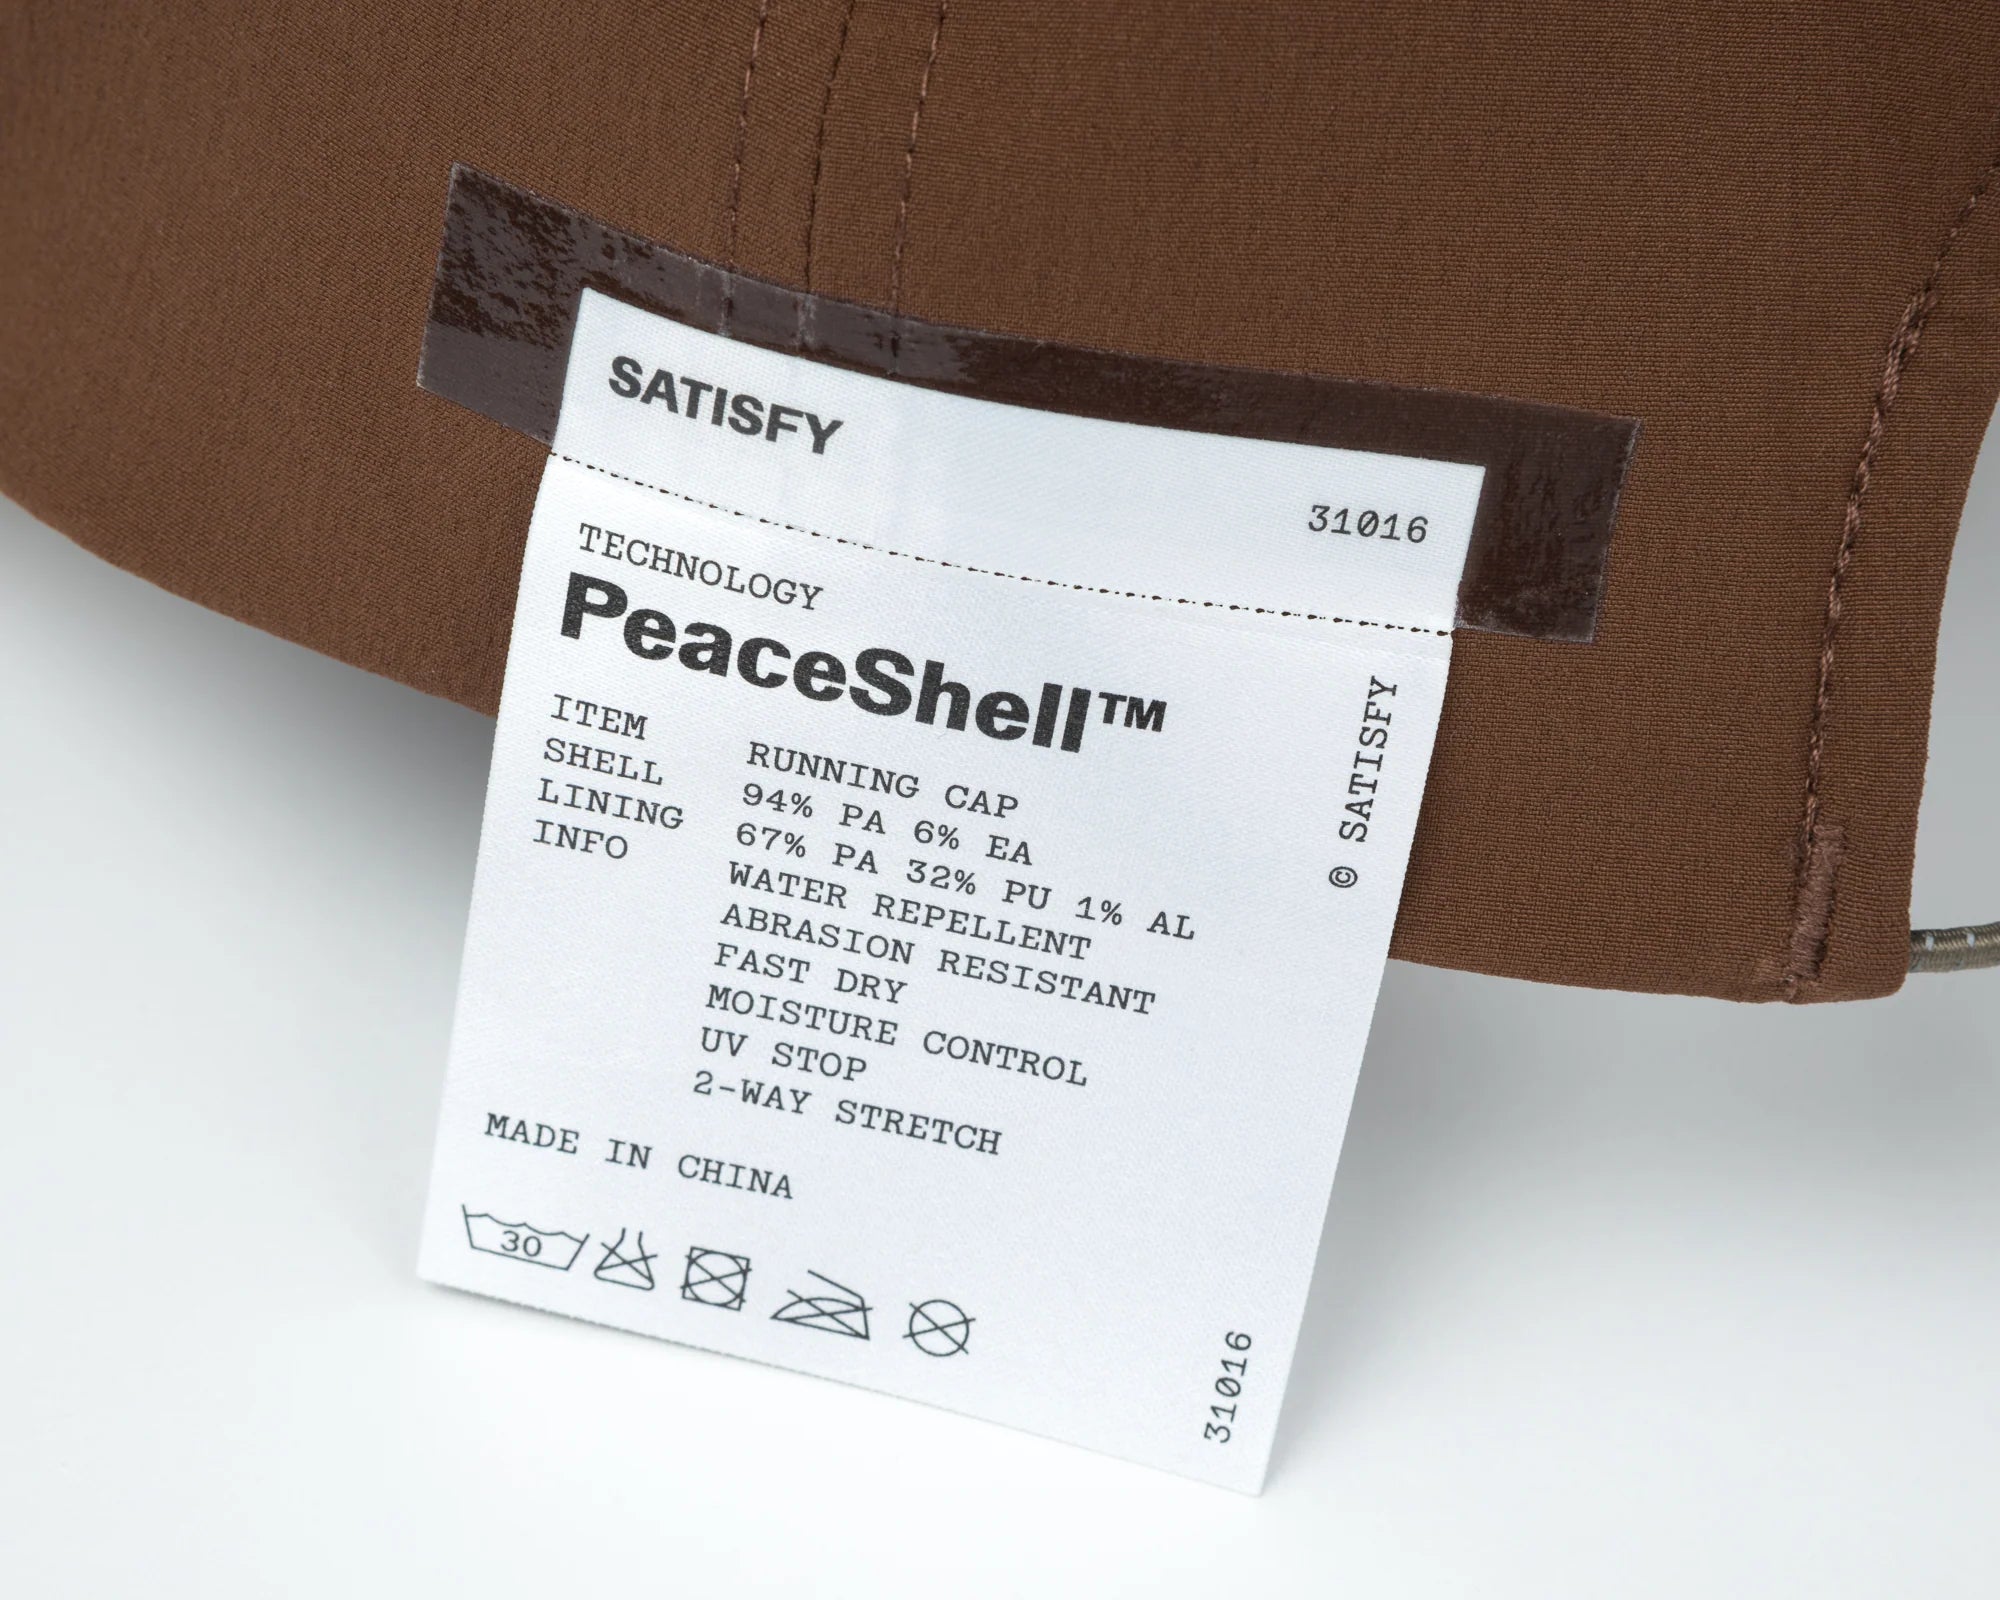 SATISFY
31016
TECHNOLOGY
PeaceShell™
ITEM RUNNING CAP
SHELL 94% PA 6% EA
LINING 67% PA 32% PU 1% AL
INFO WATER REPELLENT
ABRASION RESISTANT
FAST DRY
MOISTURE CONTROL
UV STOP
2-WAY STRETCH
MADE IN CHINA
30
© SATISFY
31016